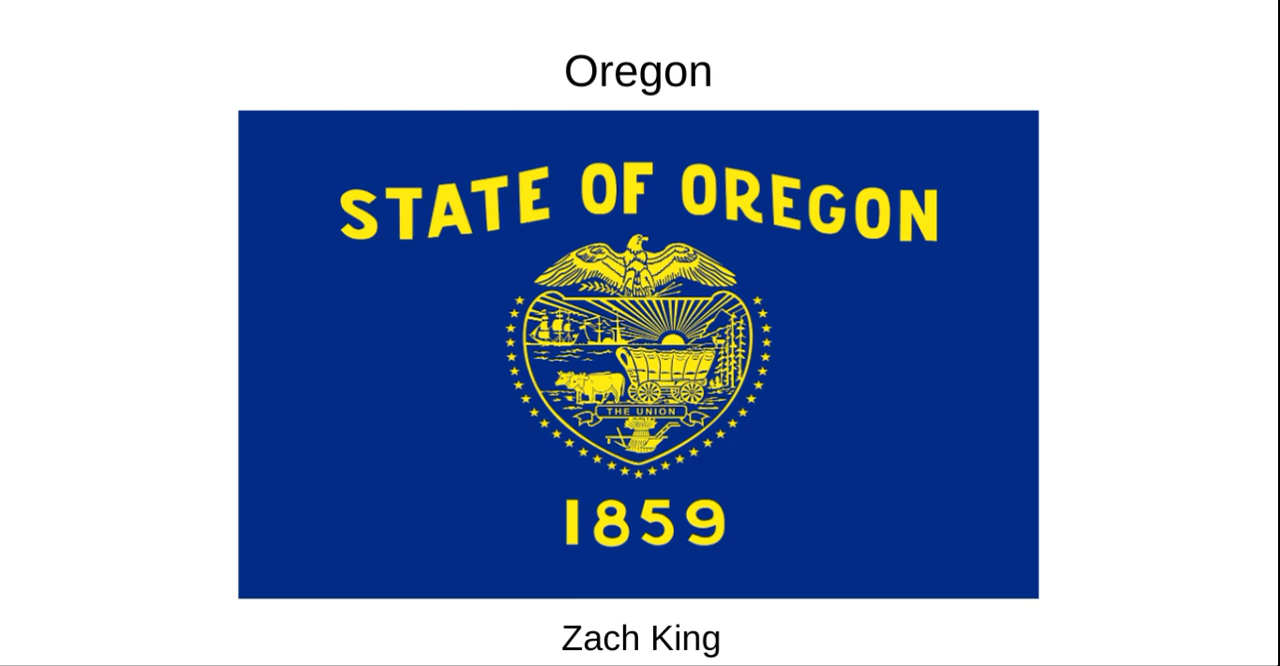 Oregon
STATE OF OREGON
THE UNION
1859
Zach King